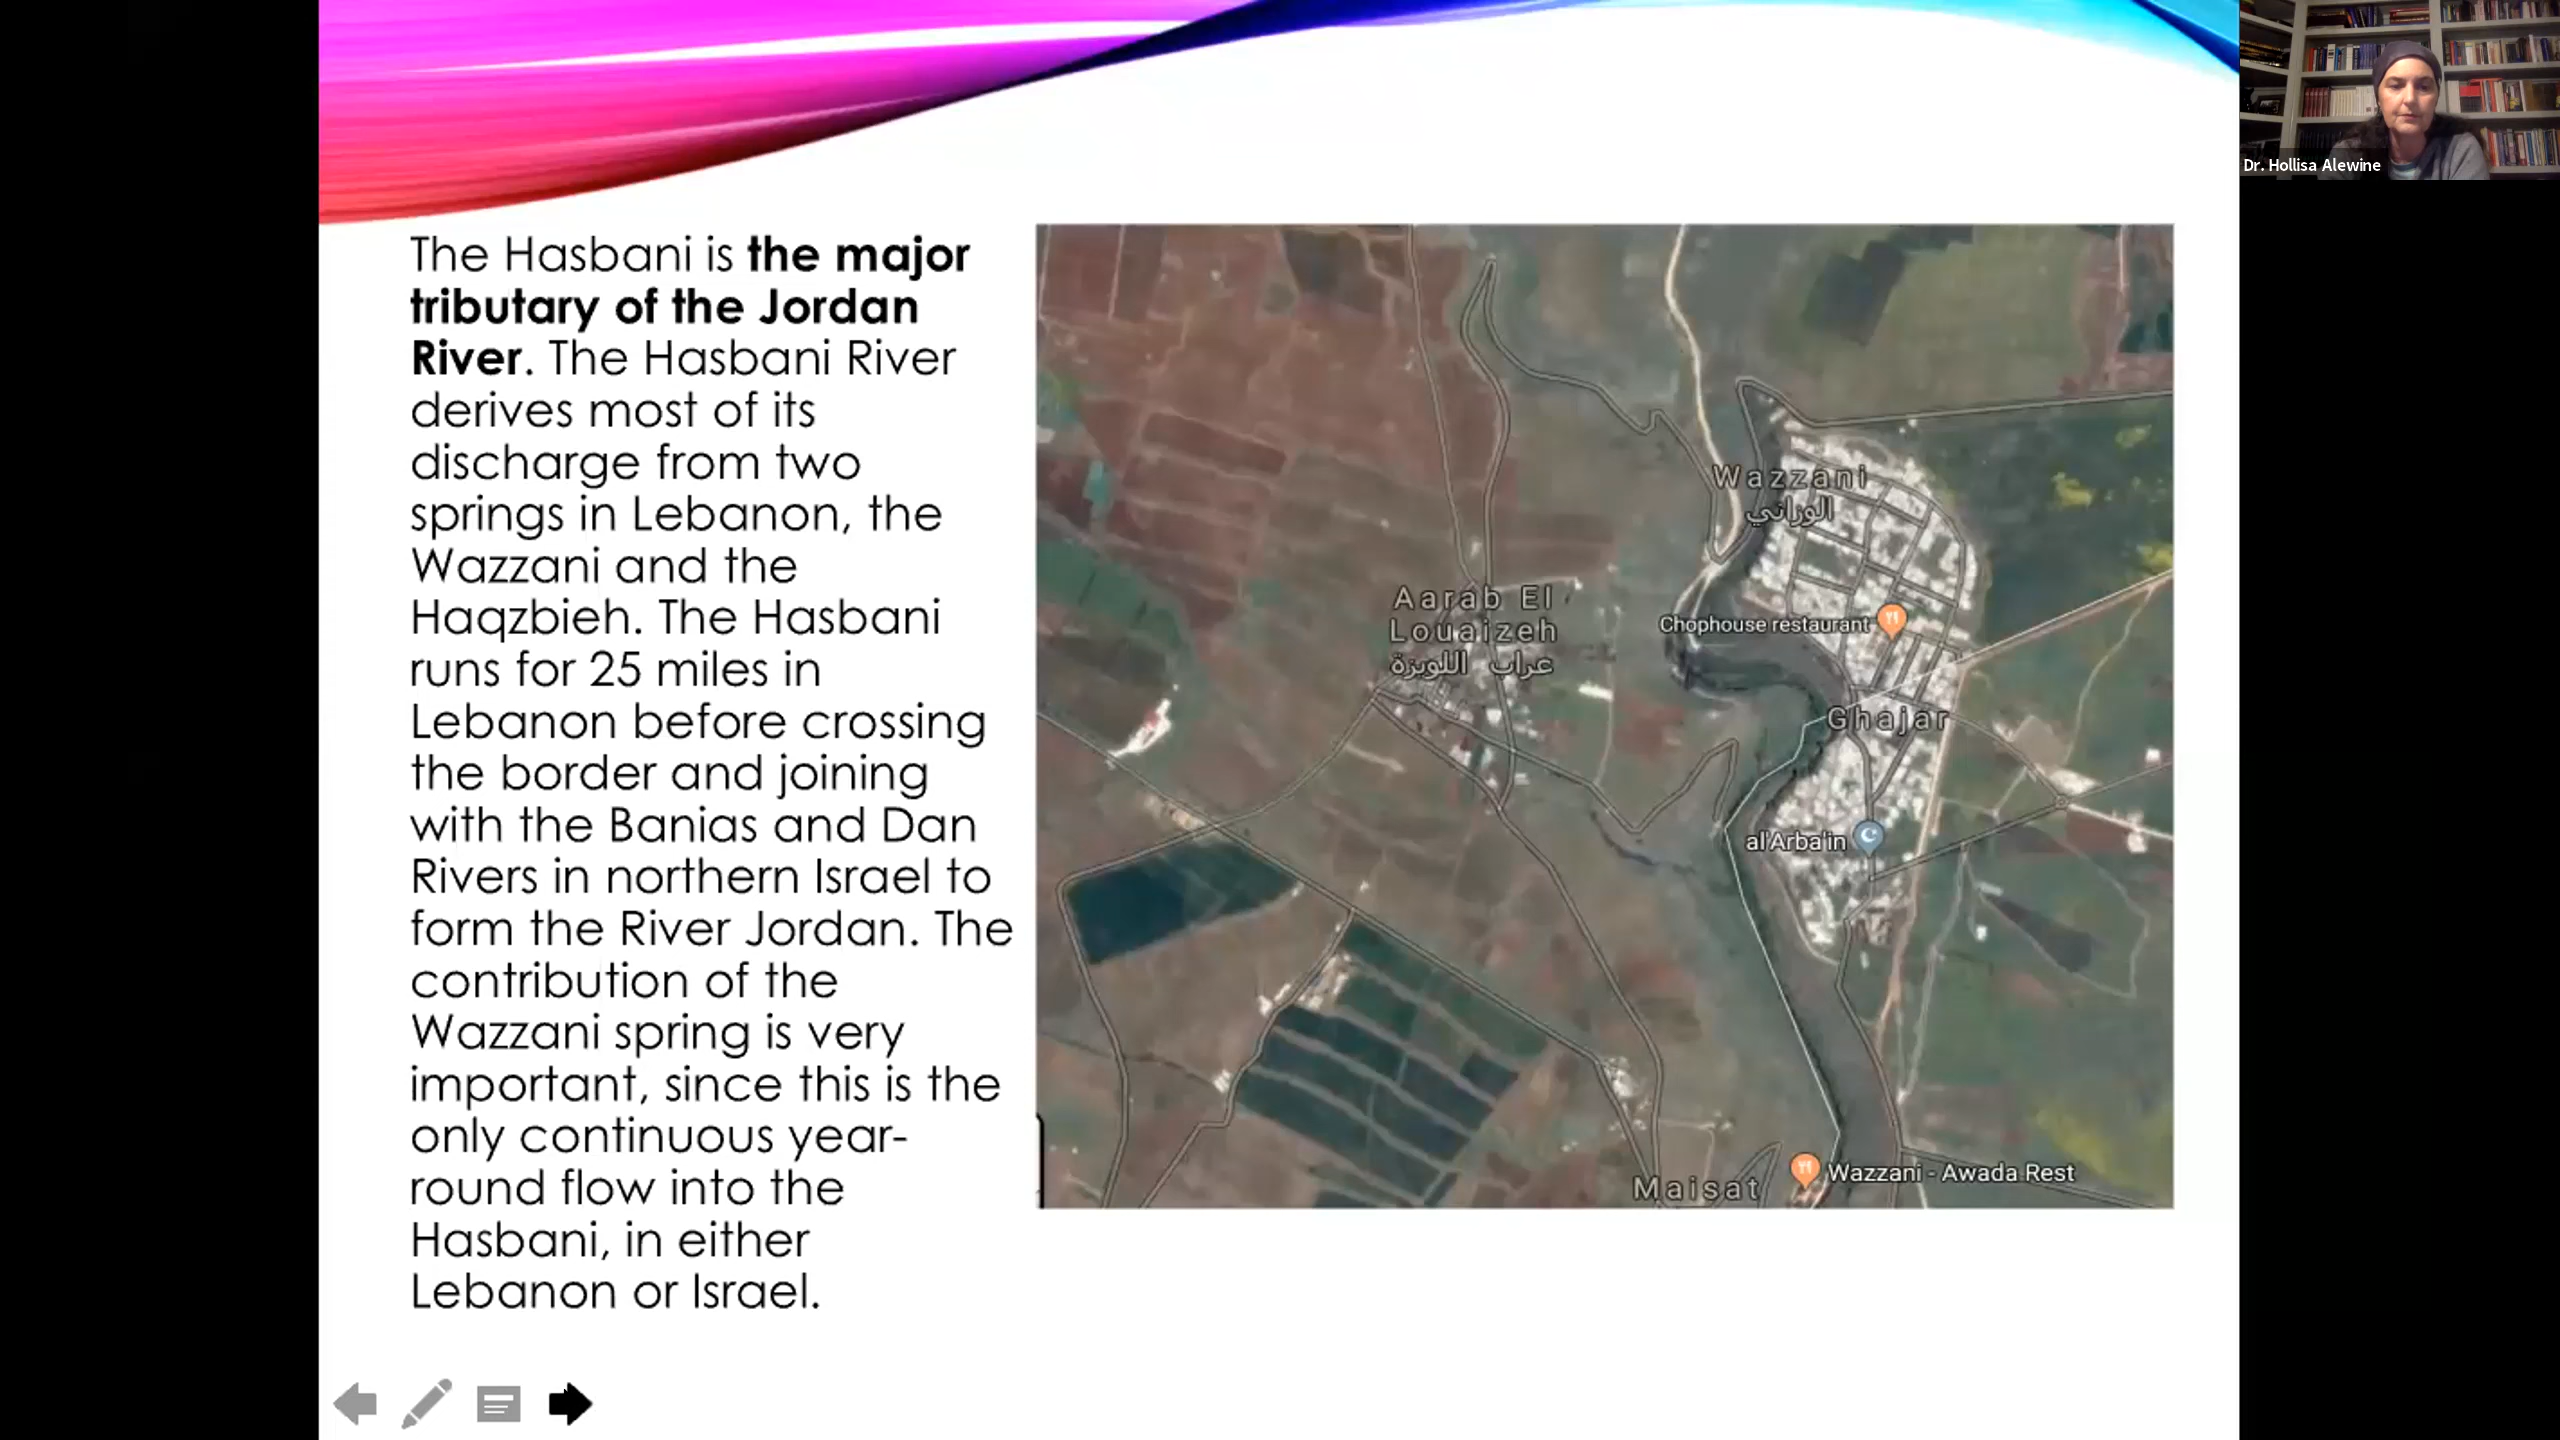 Dr. Hollisa Alewine
The Hasbani is the major
tributary of the Jordan
River. The Hasbani River
derives most of its
discharge from two
springs in Lebanon, the
Wazzani and the
Haqzbieh. The Hasbani
runs for 25 miles in
Lebanon before crossing
the border and joining
with the Banias and Dan
Rivers in northern Israel to
form the River Jordan. The
contribution of the
Wazzani spring is very
important, since this is the
only continuous year-
round flow into the
Hasbani, in either
Lebanon or Israel.
Wazzani
الوزاني
Aarab El
Louaizeh
عراب اللويزة
Chophouse restaurant
Ghajar
al'Arba'in
Maisat
Wazzani - Awada Rest